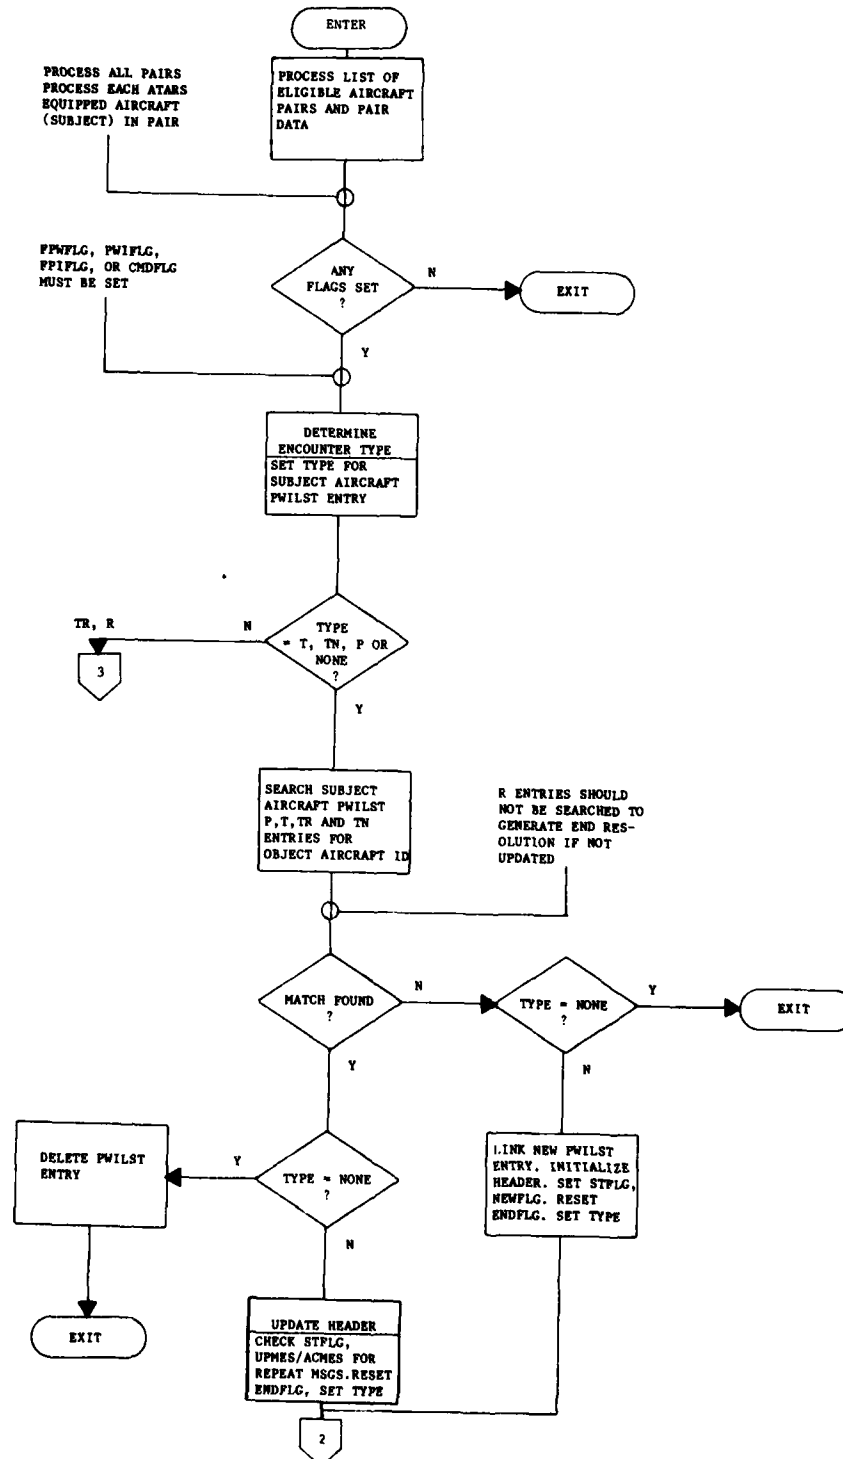 ENTER
PROCESS ALL PAIRS
PROCESS EACH ATARS
EQUIPPED AIRCRAFT
(SUBJECT) IN PAIR
PROCESS LIST OF
ELIGIBLE AIRCRAFT
PAIRS AND PAIR
DATA
FPWFLG, PWIFLG,
FPIFLG, OR CMDFLG
MUST BE SET
ANY
FLAGS SET
?
N
EXIT
Y
DETERMINE
ENCOUNTER TYPE
SET TYPE FOR
SUBJECT AIRCRAFT
PWILST ENTRY
TR, R
N
TYPE
= T, TN, P OR
NONE
?
3
Y
SEARCH SUBJECT
AIRCRAFT PWILST
P,T,TR AND TN
ENTRIES FOR
OBJECT AIRCRAFT ID
R ENTRIES SHOULD
NOT BE SEARCHED TO
GENERATE END RES-
OLUTION IF NOT
UPDATED
MATCH FOUND
?
N
TYPE = NONE
?
Y
EXIT
Y
N
DELETE PWILST
ENTRY
Y
TYPE = NONE
?
LINK NEW PWILST
ENTRY. INITIALIZE
HEADER. SET STFLG,
NEWFLG. RESET
ENDFLG. SET TYPE
N
EXIT
UPDATE HEADER
CHECK STFLG,
UPMES/ACMES FOR
REPEAT MSGS.RESET
ENDFLG, SET TYPE
2